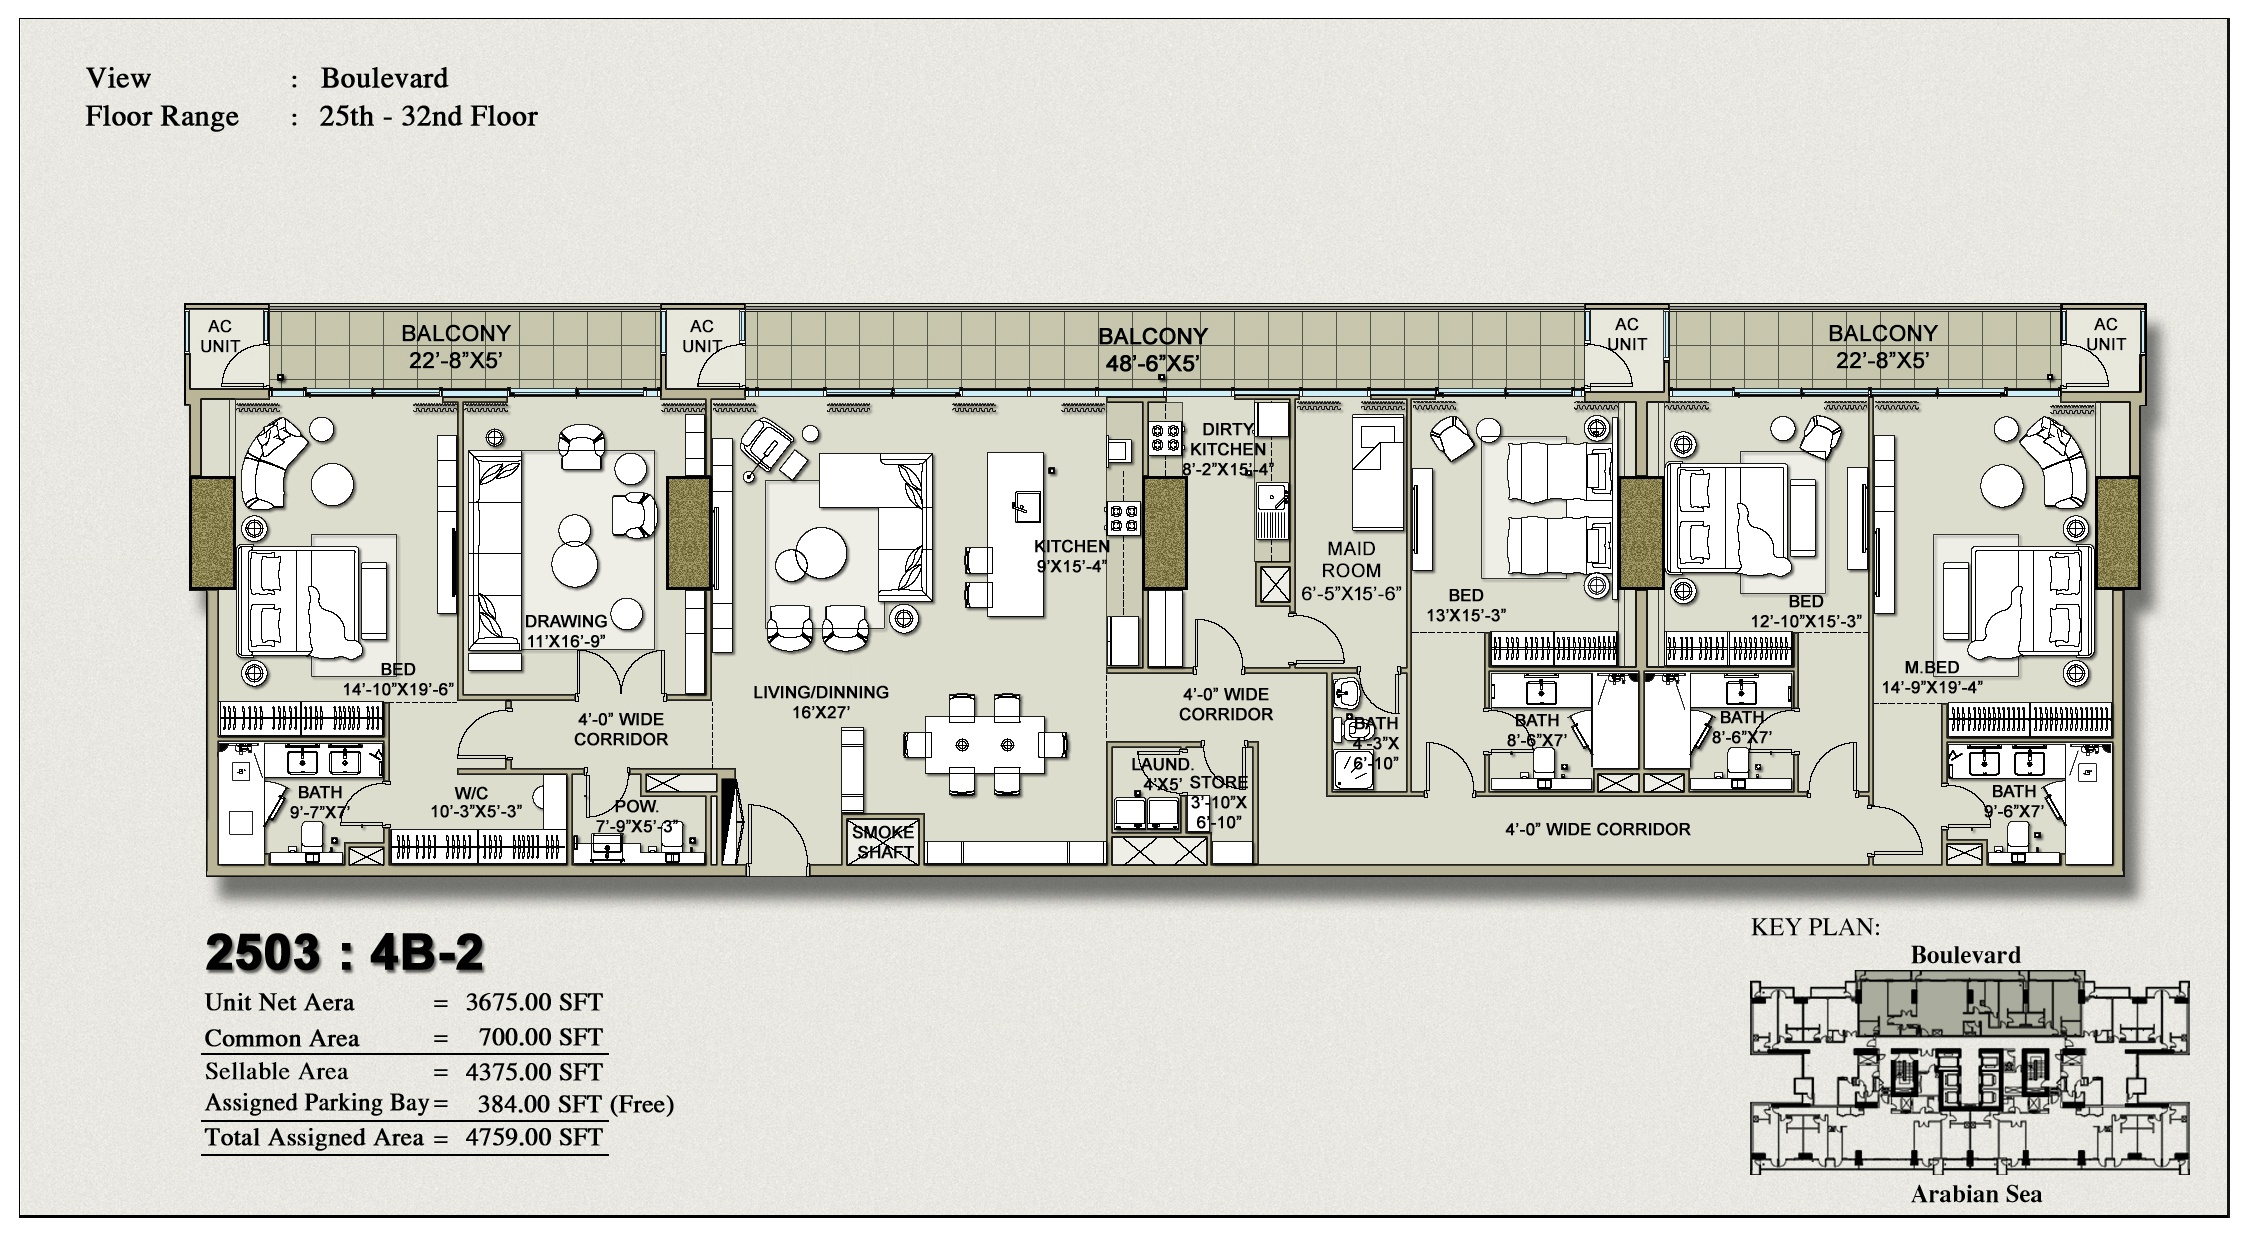 View : Boulevard
Floor Range : 25th - 32nd Floor
AC
UNIT
BALCONY
22'-8"X5'
AC
UNIT
BALCONY
48'-6"X5'
AC
UNIT
BALCONY
22'-8"X5'
AC
UNIT
BED
14'-10"X19'-6"
DRAWING
11'X16'-9"
LIVING/DINNING
16'X27'
KITCHEN
9'X15'-4"
DIRTY
KITCHEN
8'-2"X15'-4"
MAID
ROOM
6'-5"X15'-6"
BED
13'X15'-3"
BED
12'-10"X15'-3"
M.BED
14'-9"X19'-4"
4'-0" WIDE
CORRIDOR
4'-0" WIDE
CORRIDOR
BATH
9'-7"X7'
W/C
10'-3"X5'-3"
POW.
7'-9"X5'-3"
SMOKE
SHAFT
LAUND.
4'X5'
STORE
3'-10"X
6'-10"
BATH
4'-3"X
6'-10"
BATH
8'-6"X7'
BATH
8'-6"X7'
BATH
9'-6"X7'
4'-0" WIDE CORRIDOR
2503 : 4B-2
Unit Net Aera = 3675.00 SFT
Common Area = 700.00 SFT
Sellable Area = 4375.00 SFT
Assigned Parking Bay = 384.00 SFT (Free)
Total Assigned Area = 4759.00 SFT
KEY PLAN:
Boulevard
Arabian Sea